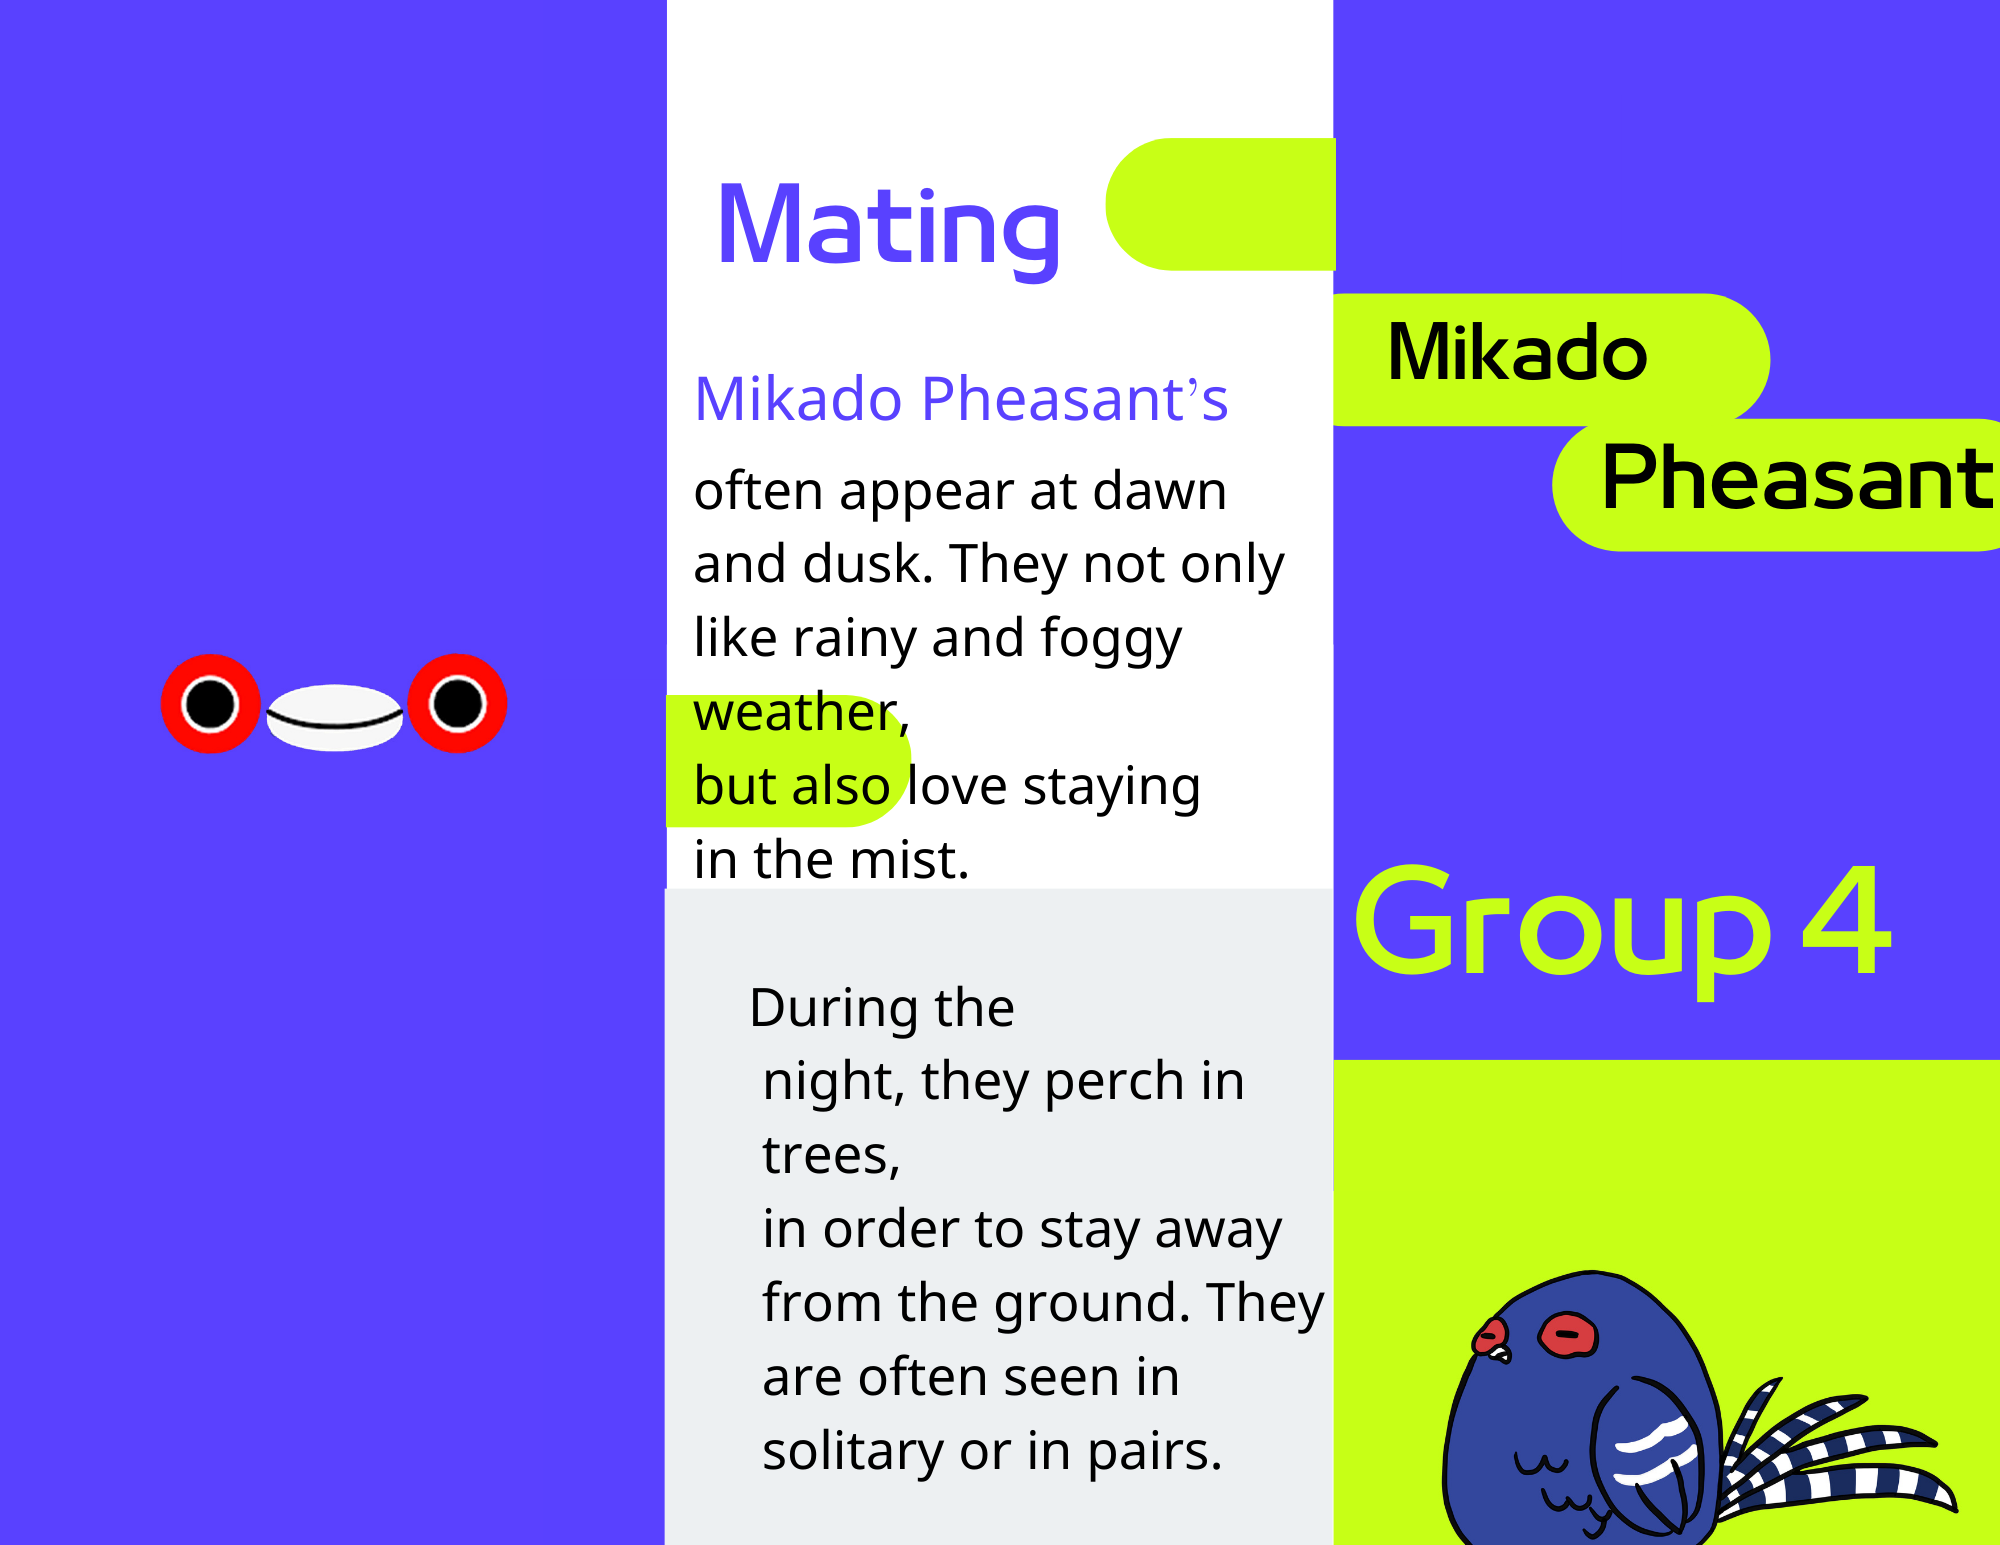 Mating
Mikado Pheasant’s
often appear at dawn
and dusk. They not only
like rainy and foggy
weather,
but also love staying
in the mist.
During the
night, they perch in
trees,
in order to stay away
from the ground. They
are often seen in
solitary or in pairs.
Mikado
Pheasant
Group 4